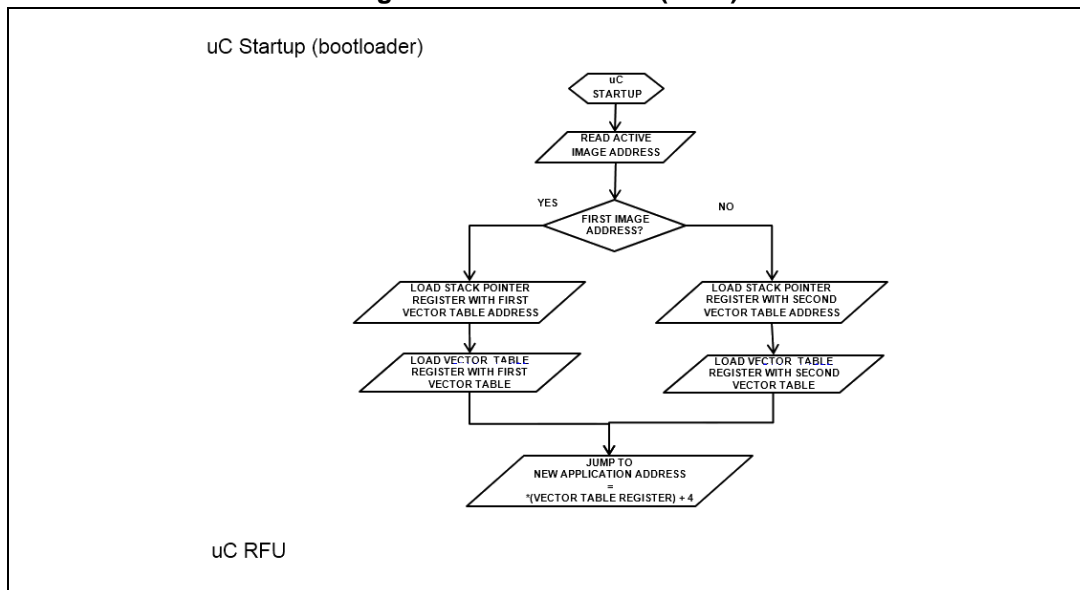 uC Startup (bootloader)
uC
STARTUP
READ ACTIVE
IMAGE ADDRESS
YES
NO
FIRST IMAGE
ADDRESS?
LOAD STACK POINTER
REGISTER WITH FIRST
VECTOR TABLE ADDRESS
LOAD STACK POINTER
REGISTER WITH SECOND
VECTOR TABLE ADDRESS
LOAD VECTOR TABLE
REGISTER WITH FIRST
VECTOR TABLE
LOAD VECTOR TABLE
REGISTER WITH SECOND
VECTOR TABLE
JUMP TO
NEW APPLICATION ADDRESS
=
*(VECTOR TABLE REGISTER) + 4
uC RFU